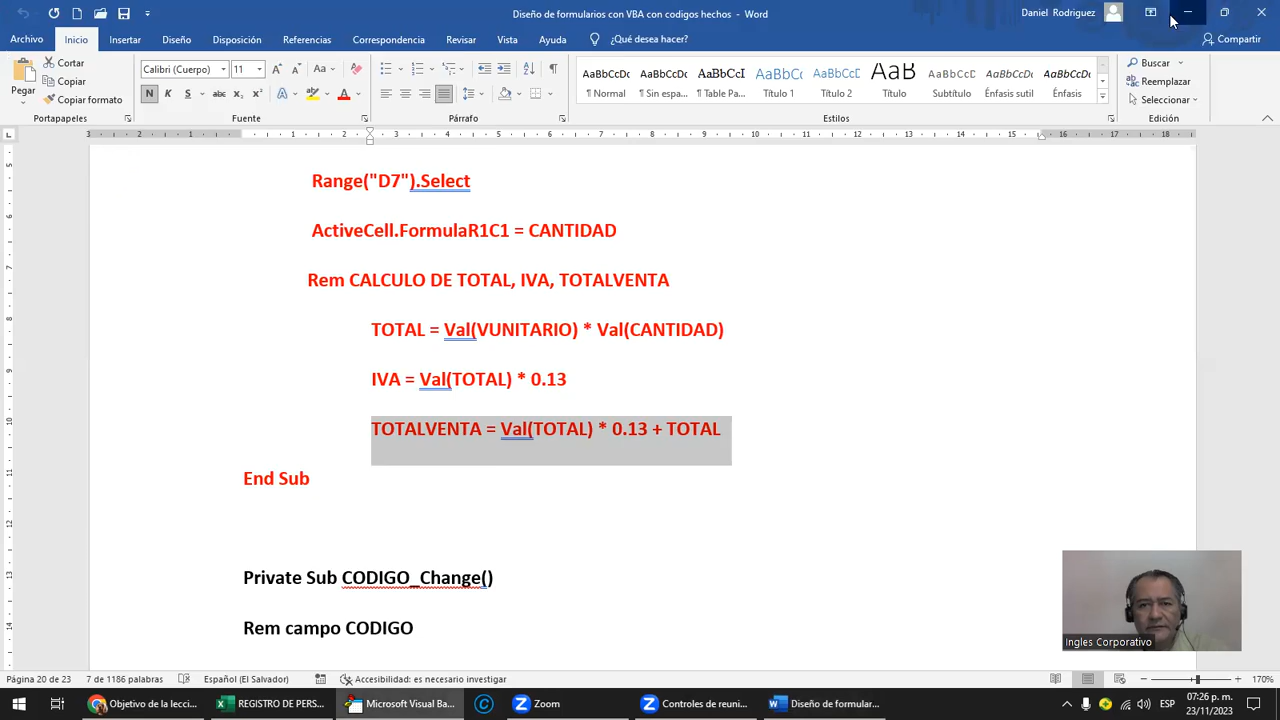 Diseño de formularios VBA con codigos hechos - Word
Daniel Rodriguez
Archivo Inicio Insertar Diseño Disposición Referencias Correspondencia Revisar Vista Ayuda ¿Qué desea hacer? Compartir
Pegar
Cortar
Copiar
Copiar formato
Portapapeles
Calibri (Cuerpo) 11
Fuente
Párrafo
AaBbCcDc AaBbCcDc AaBbCcI AaBbCc AaBbCcC AaB AaBbCcD AaBbCcDt AaBbCcDt
¶ Normal ¶ Sin espa... ¶ Table Pa... Título 1 Título 2 Título Subtítulo Énfasis sutil Énfasis
Estilos
Buscar
Reemplazar
Seleccionar
Edición
Range("D7").Select
ActiveCell.FormulaR1C1 = CANTIDAD
Rem CALCULO DE TOTAL, IVA, TOTALVENTA
TOTAL = Val(VUNITARIO) * Val(CANTIDAD)
IVA = Val(TOTAL) * 0.13
TOTALVENTA = Val(TOTAL) * 0.13 + TOTAL
End Sub
Private Sub CODIGO_Change()
Rem campo CODIGO
Ingles Corporativo
Página 20 de 23 7 de 1186 palabras Español (El Salvador) Accesibilidad: es necesario investigar 170%
Objetivo de la lecci... REGISTRO DE PERS... Microsoft Visual Ba... Zoom Controles de reuni... Diseño de formular... ESP
07:26 p. m.
23/11/2023